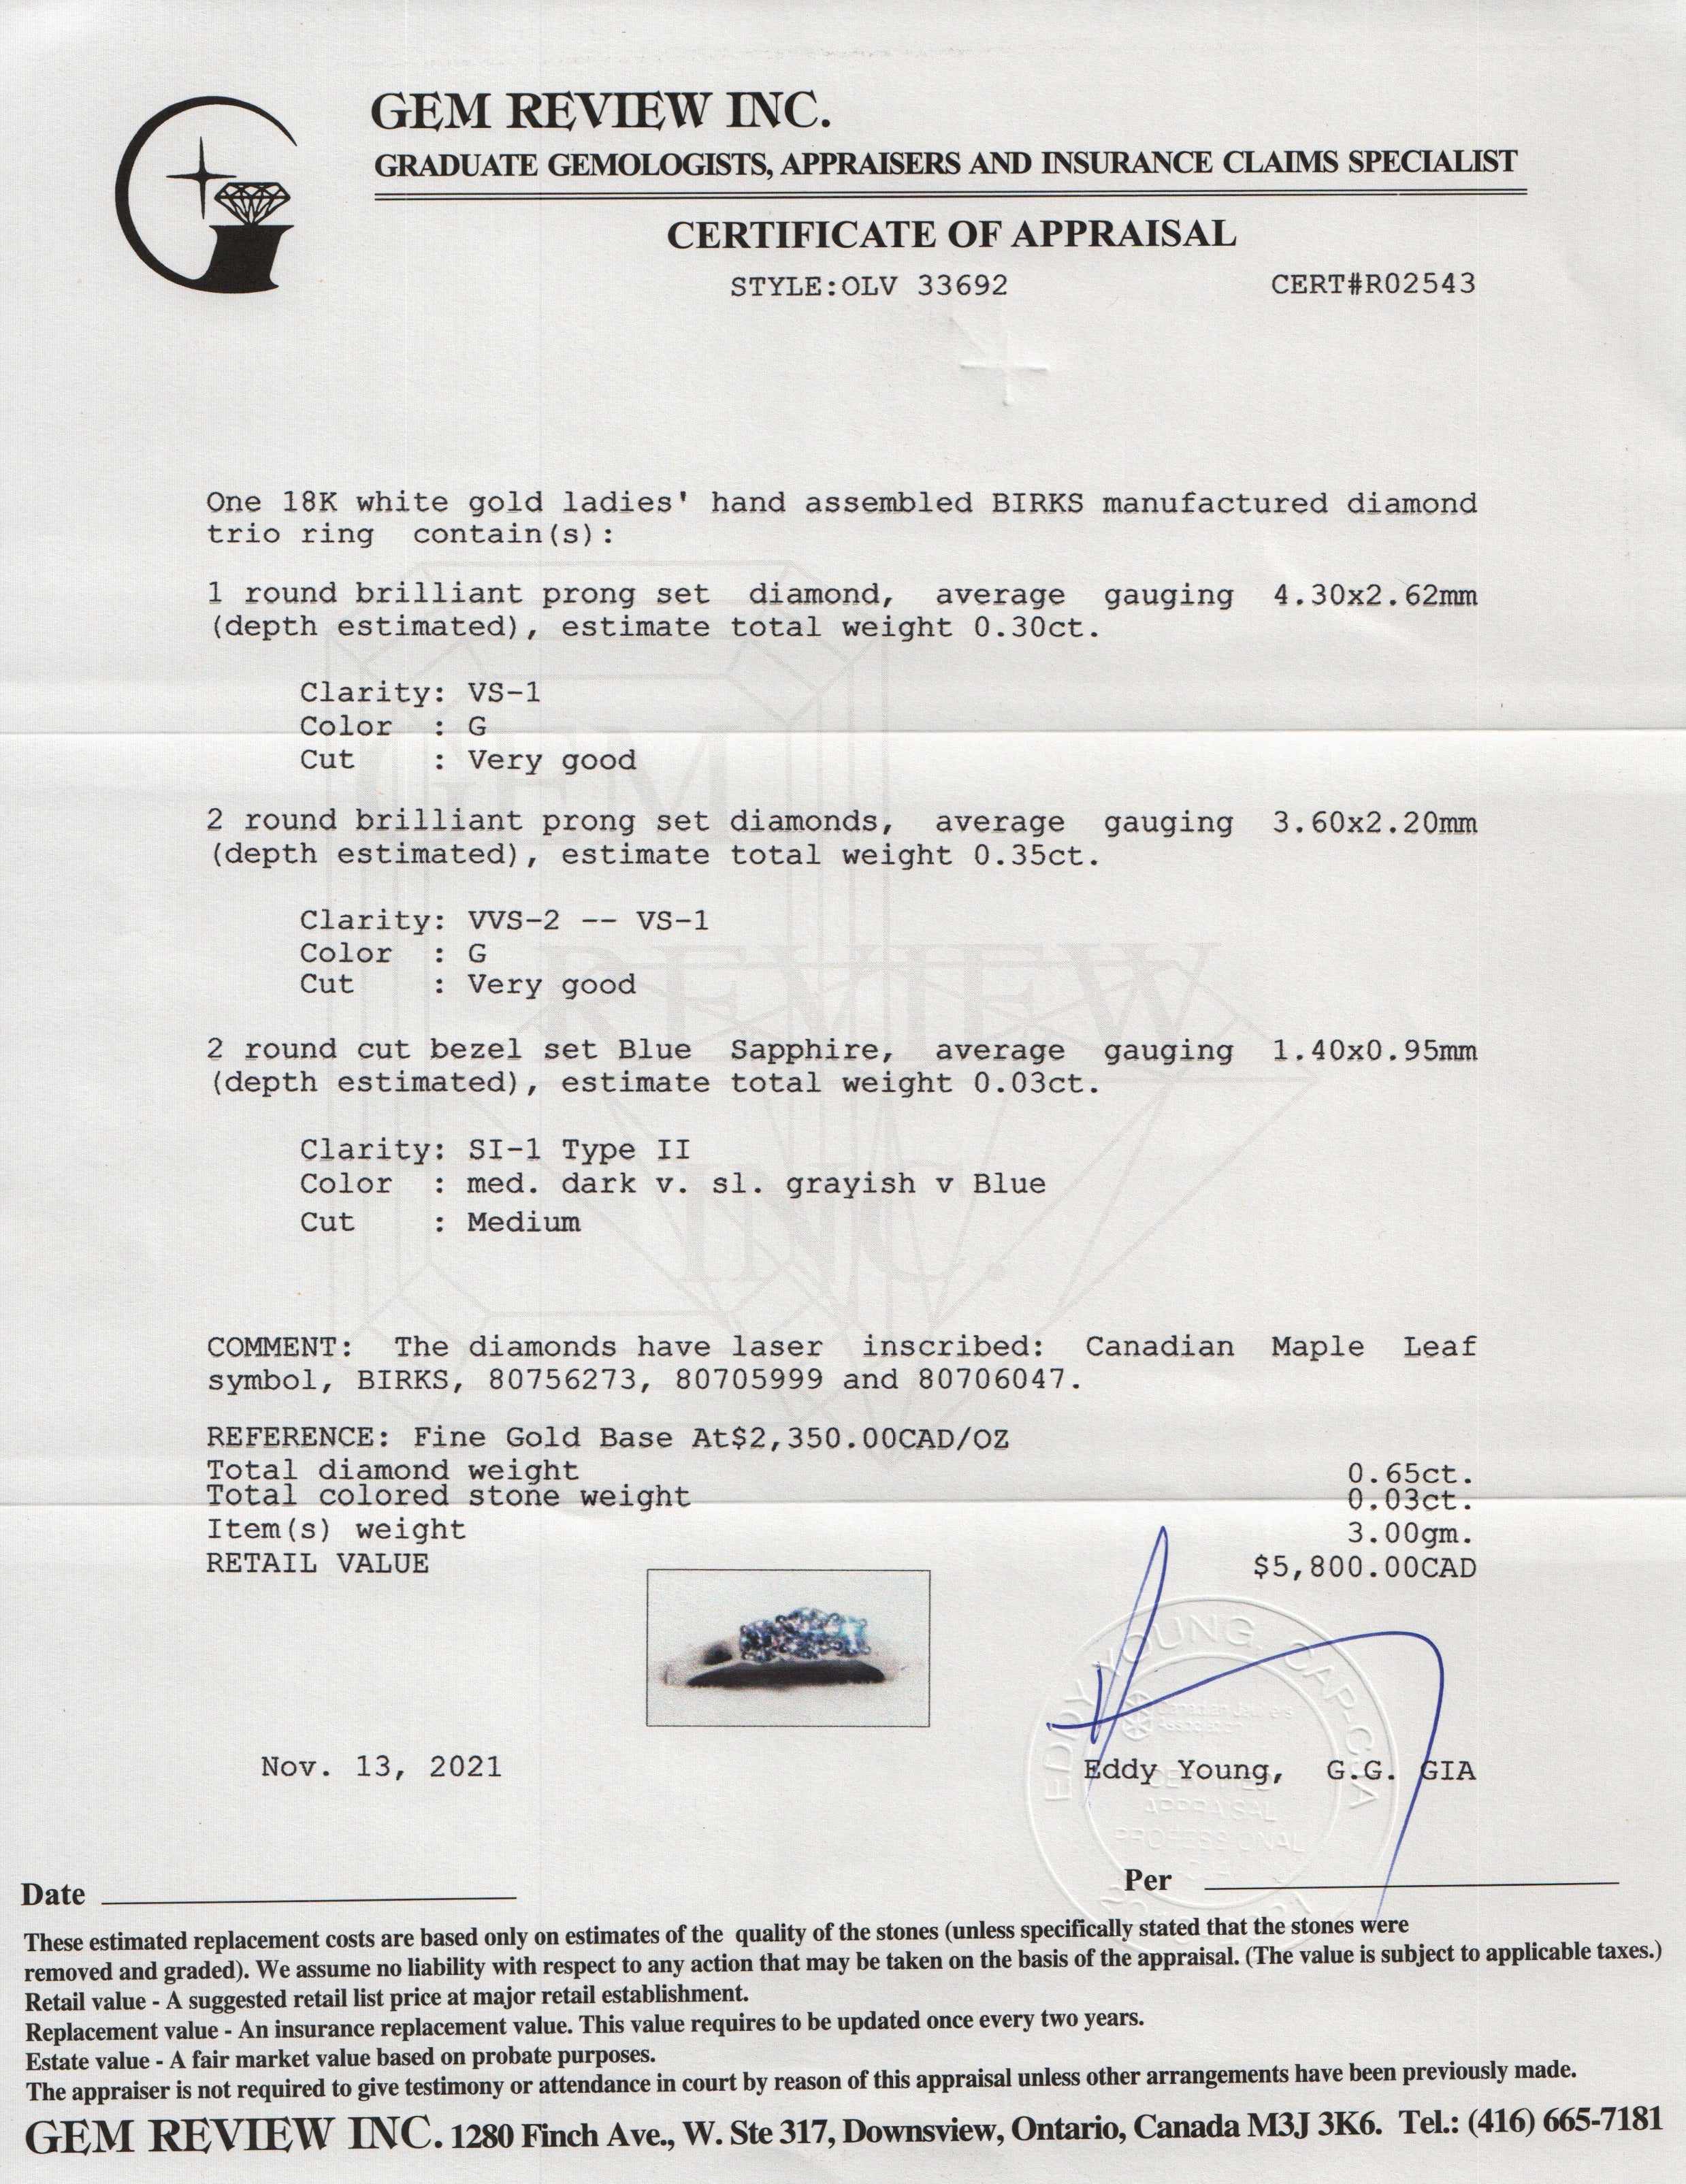 GEM REVIEW INC.
GRADUATE GEMOLOGISTS, APPRAISERS AND INSURANCE CLAIMS SPECIALIST
CERTIFICATE OF APPRAISAL
STYLE:OLV 33692 CERT#R02543
One 18K white gold ladies' hand assembled BIRKS manufactured diamond
trio ring contain(s):
1 round brilliant prong set diamond, average gauging 4.30x2.62mm
(depth estimated), estimate total weight 0.30ct.
Clarity: VS-1
Color : G
Cut : Very good
2 round brilliant prong set diamonds, average gauging 3.60x2.20mm
(depth estimated), estimate total weight 0.35ct.
Clarity: VVS-2 -- VS-1
Color : G
Cut : Very good
2 round cut bezel set Blue Sapphire, average gauging 1.40x0.95mm
(depth estimated), estimate total weight 0.03ct.
Clarity: SI-1 Type II
Color : med. dark v. sl. grayish v Blue
Cut : Medium
GEM
REVIEW
INC.
COMMENT: The diamonds have laser inscribed: Canadian Maple Leaf
symbol, BIRKS, 80756273, 80705999 and 80706047.
REFERENCE: Fine Gold Base At$2,350.00CAD/OZ
Total diamond weight 0.65ct.
Total colored stone weight 0.03ct.
Item(s) weight 3.00gm.
RETAIL VALUE $5,800.00CAD
EDDY YOUNG, CAP-CJA
Canadian Jewellers
Association
CERTIFIED
APPRAISAL
PROFESSIONAL
Nov. 13, 2021 Eddy Young, G.G. GIA
Date Per
These estimated replacement costs are based only on estimates of the quality of the stones (unless specifically stated that the stones were
removed and graded). We assume no liability with respect to any action that may be taken on the basis of the appraisal. (The value is subject to applicable taxes.)
Retail value - A suggested retail list price at major retail establishment.
Replacement value - An insurance replacement value. This value requires to be updated once every two years.
Estate value - A fair market value based on probate purposes.
The appraiser is not required to give testimony or attendance in court by reason of this appraisal unless other arrangements have been previously made.
GEM REVIEW INC. 1280 Finch Ave., W. Ste 317, Downsview, Ontario, Canada M3J 3K6. Tel.: (416) 665-7181